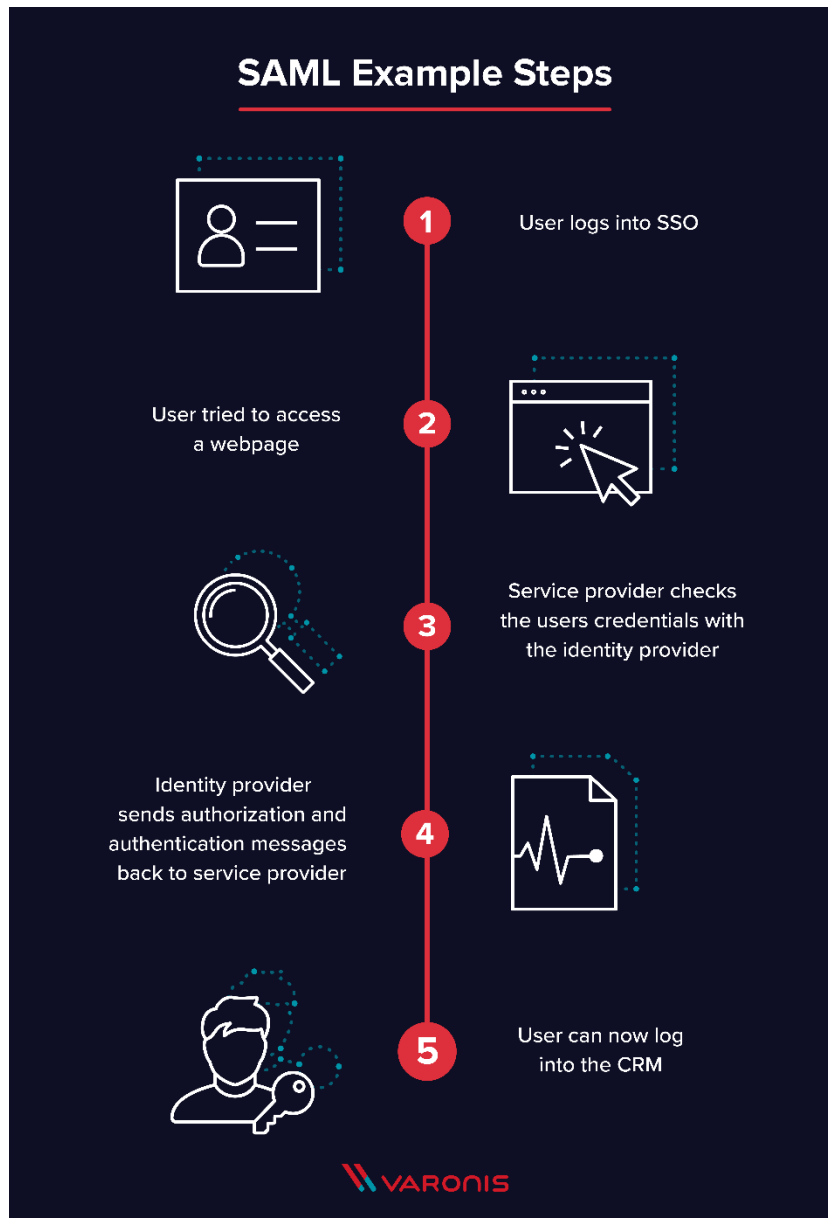 SAML Example Steps
1
User logs into SSO
User tried to access
a webpage
2
3
Service provider checks
the users credentials with
the identity provider
Identity provider
sends authorization and
authentication messages
back to service provider
4
5
User can now log
into the CRM
VARONIS